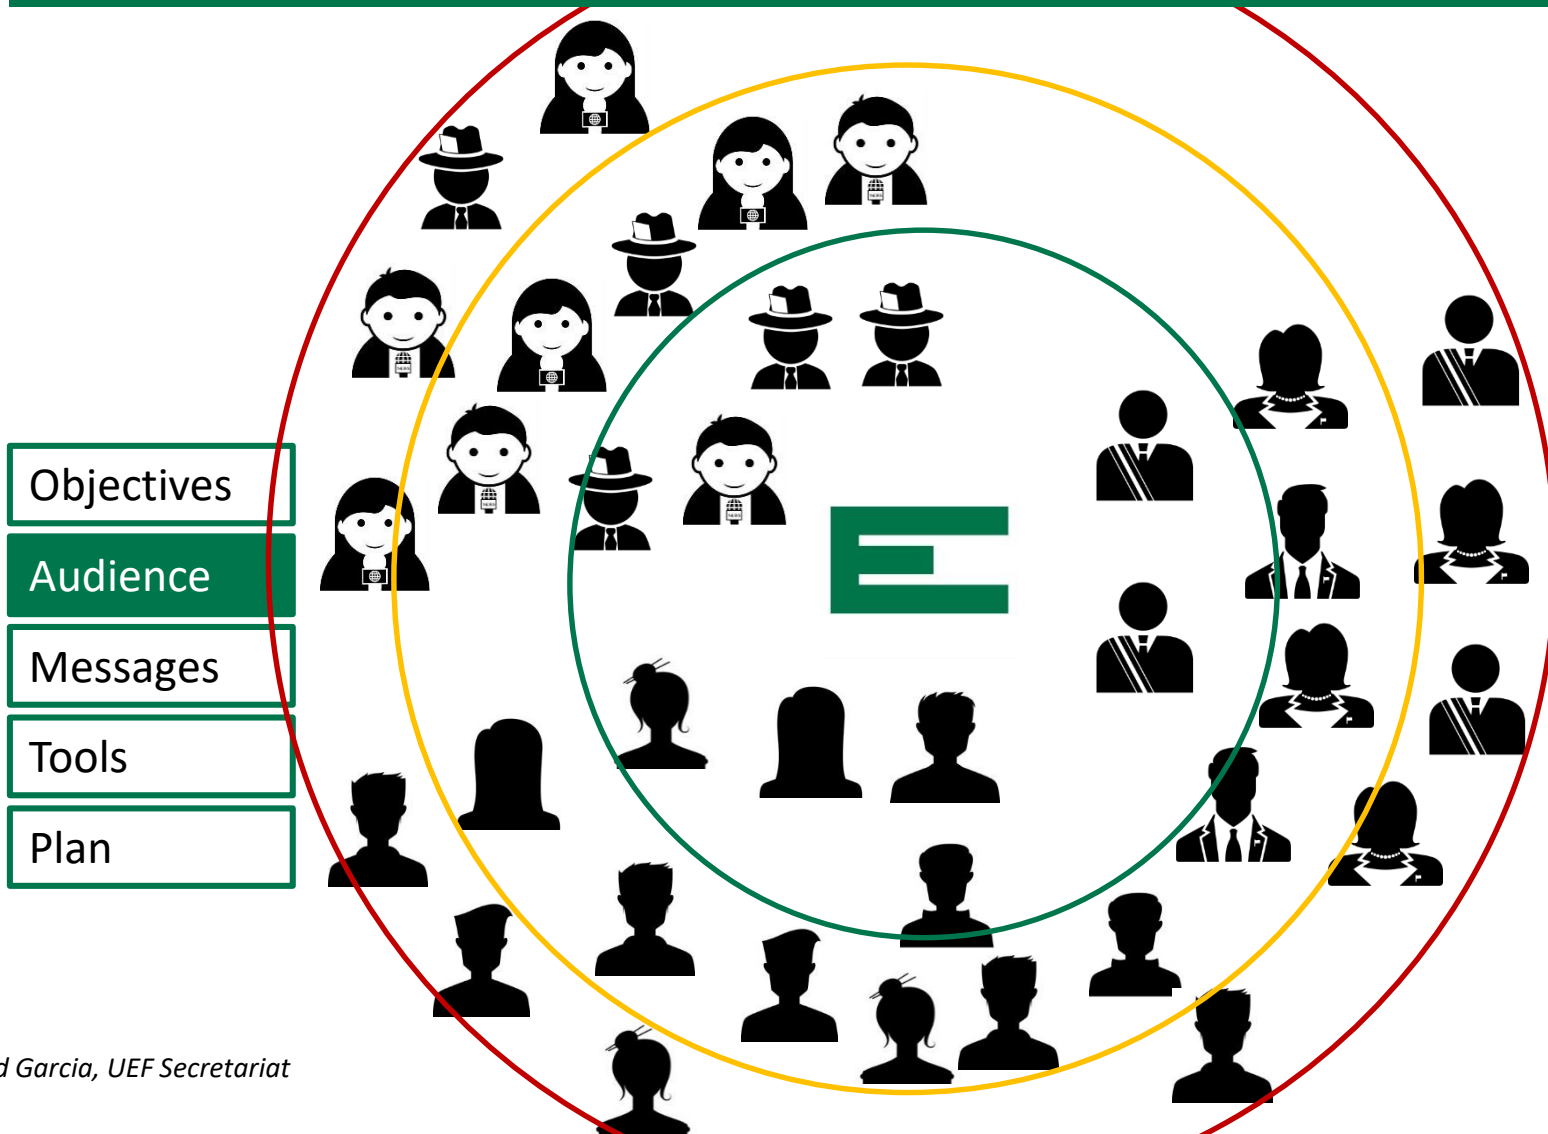 Objectives
Audience
Messages
Tools
Plan
Garcia, UEF Secretariat